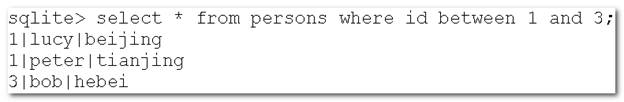 sqlite> select * from persons where id between 1 and 3;
1|lucy|beijing
1|peter|tianjing
3|bob|hebei